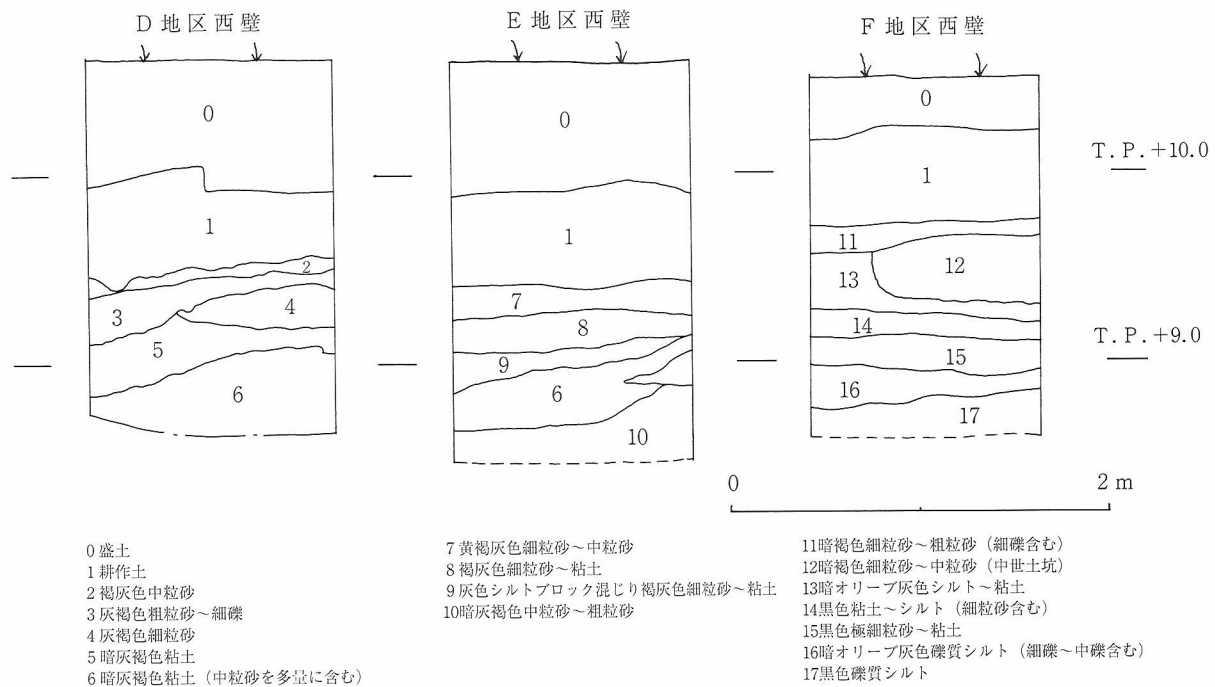 D地区西壁
E地区西壁
F地区西壁
0
1
2
3
4
5
6
0
1
7
8
9
6
10
0
1
11
12
13
14
15
16
17
T.P.+10.0
T.P.+9.0
0 2m
0盛土
1耕作土
2褐灰色中粒砂
3灰褐色粗粒砂～細礫
4灰褐色細粒砂
5暗灰褐色粘土
6暗灰褐色粘土（中粒砂を多量に含む）
7黄褐灰色細粒砂～中粒砂
8褐灰色細粒砂～粘土
9灰色シルトブロック混じり褐灰色細粒砂～粘土
10暗灰褐色中粒砂～粗粒砂
11暗褐色細粒砂～粗粒砂（細礫含む）
12暗褐色細粒砂～中粒砂（中世土坑）
13暗オリーブ灰色シルト～粘土
14黒色粘土～シルト（細粒砂含む）
15黒色極細粒砂～粘土
16暗オリーブ灰色礫質シルト（細礫～中礫含む）
17黒色礫質シルト